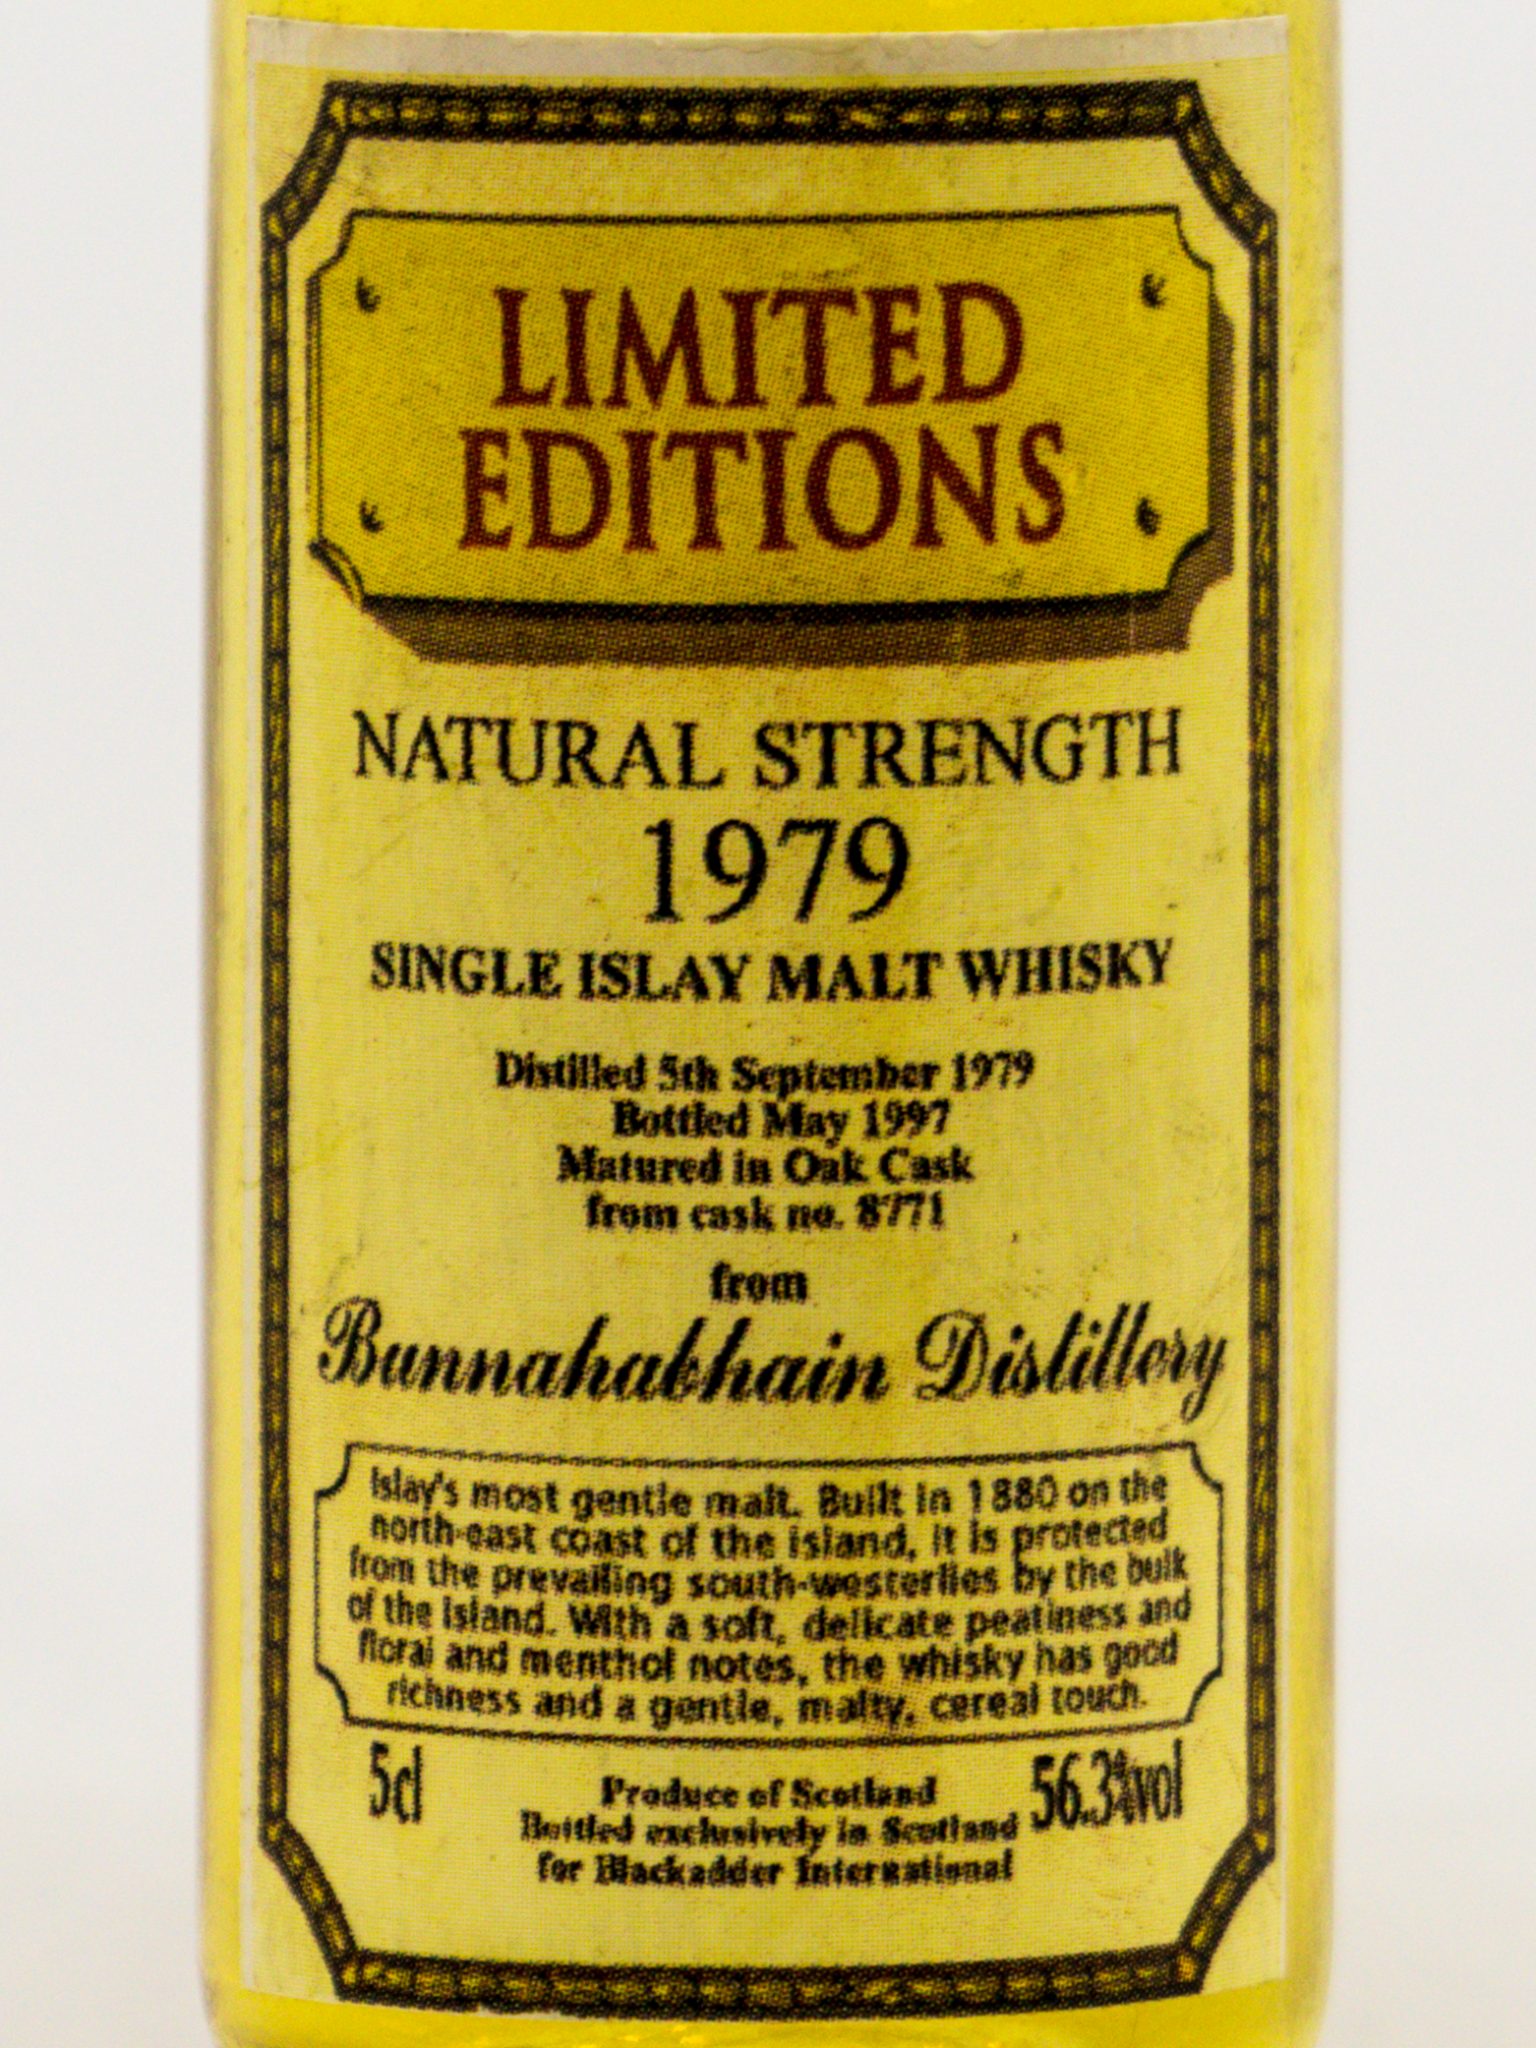 LIMITED
EDITIONS
NATURAL STRENGTH
1979
SINGLE ISLAY MALT WHISKY
Distilled 5th September 1979
Bottled May 1997
Matured in Oak Cask
from cask no. 8771
from
Bunnahabhain Distillery
Islay's most gentle malt. Built in 1880 on the
north-east coast of the island, it is protected
from the prevailing south-westerlies by the bulk
of the island. With a soft, delicate peatiness and
floral and menthol notes, the whisky has good
richness and a gentle, malty, cereal touch.
5cl
Produce of Scotland
Bottled exclusively in Scotland
for Blackadder International
56.3%vol